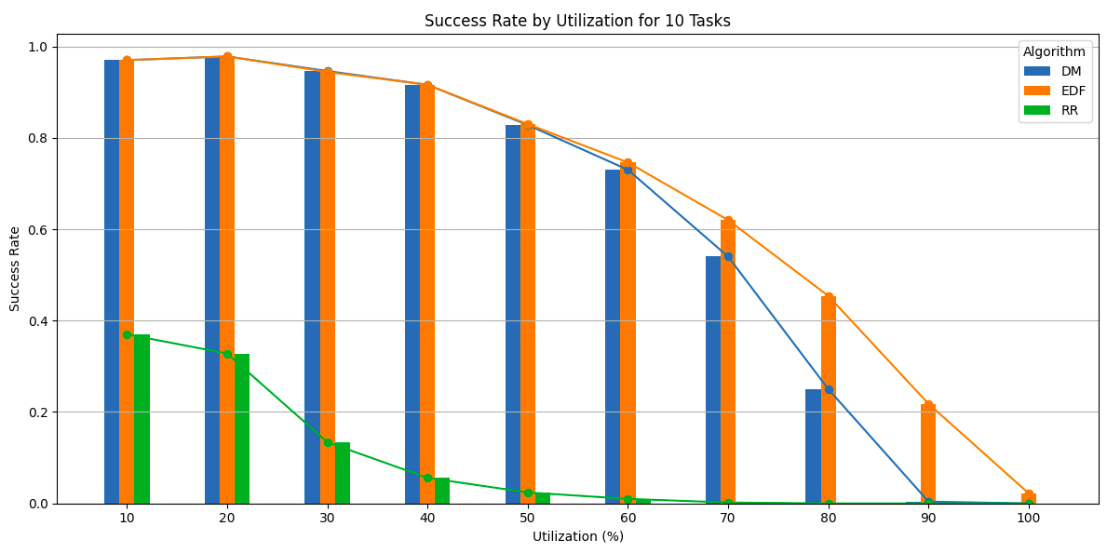 Success Rate by Utilization for 10 Tasks
Success Rate
1.0
0.8
0.6
0.4
0.2
0.0
Algorithm
DM
EDF
RR
10 20 30 40 50 60 70 80 90 100
Utilization (%)